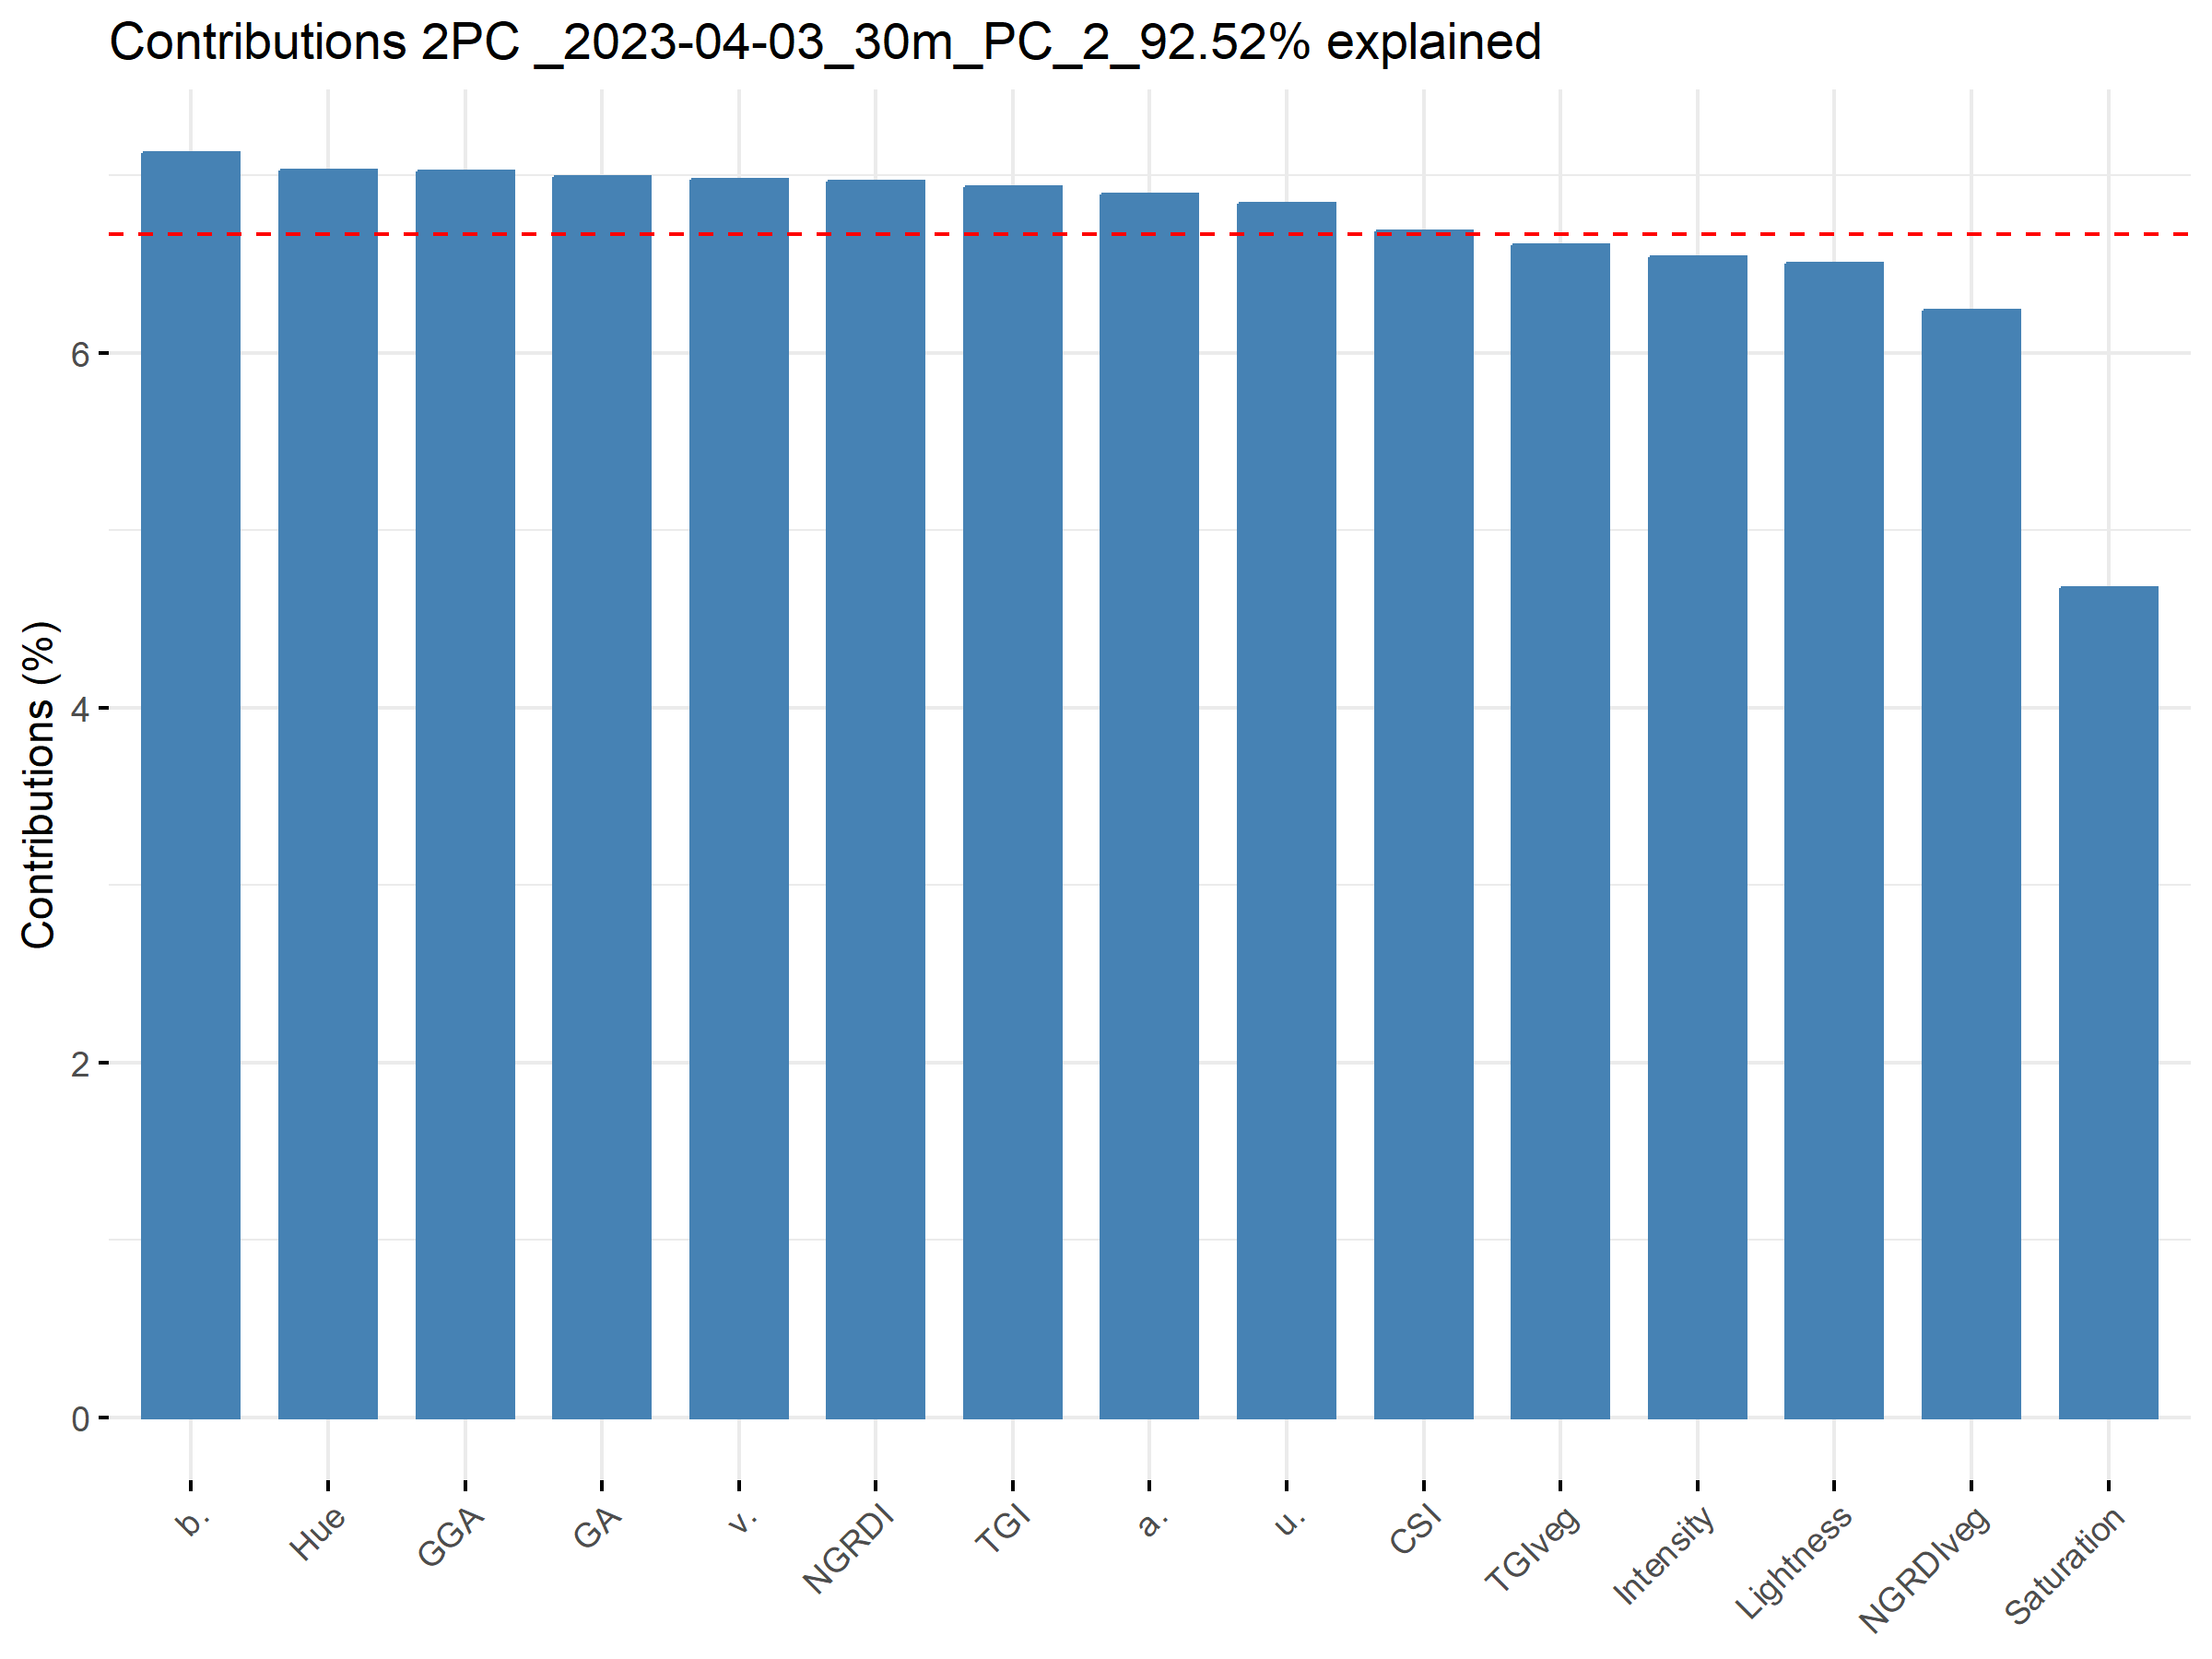 Contributions 2PC _2023-04-03_30m_PC_2_92.52% explained
Contributions (%)
6
4
2
0
b.
Hue
GGA
GA
v.
NGRDI
TGI
a.
u.
CSI
TGIveg
Intensity
Lightness
NGRDIveg
Saturation